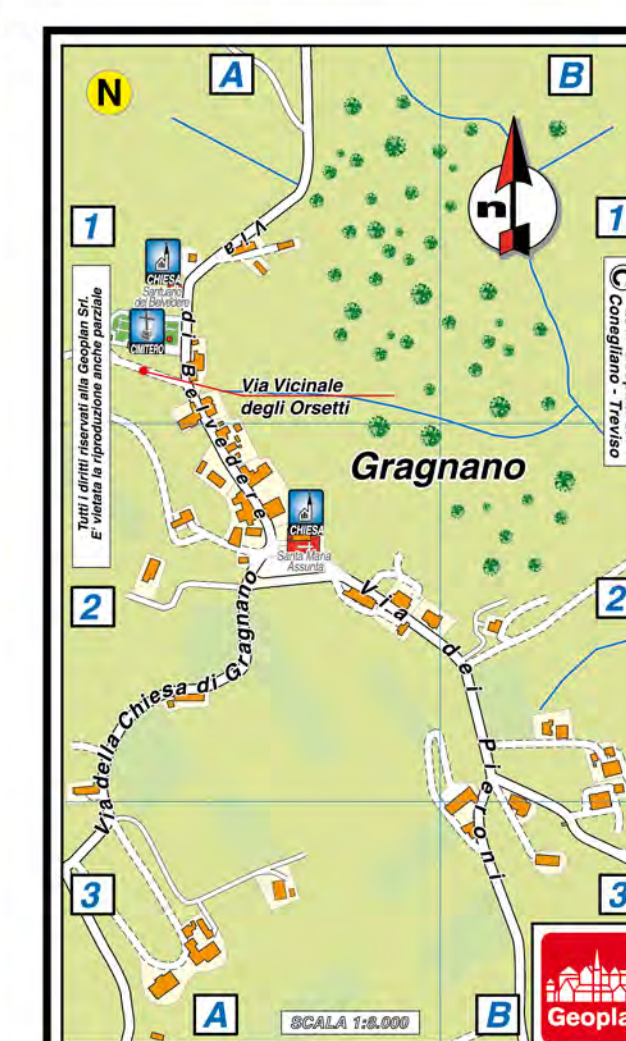 N
A
B
n
1
1
CHIESA
Santuario
del Belvedere
CIMITERO
Tutti i diritti riservati alla Geoplan Srl.
E' vietata la riproduzione anche parziale
Conegliano - Treviso
Via di Belvedere
Via Vicinale
degli Orsetti
Gragnano
CHIESA
Santa Maria
Assunta
2
2
Via dei Pieroni
Via della Chiesa di Gragnano
3
3
A
SCALA 1:8.000
B